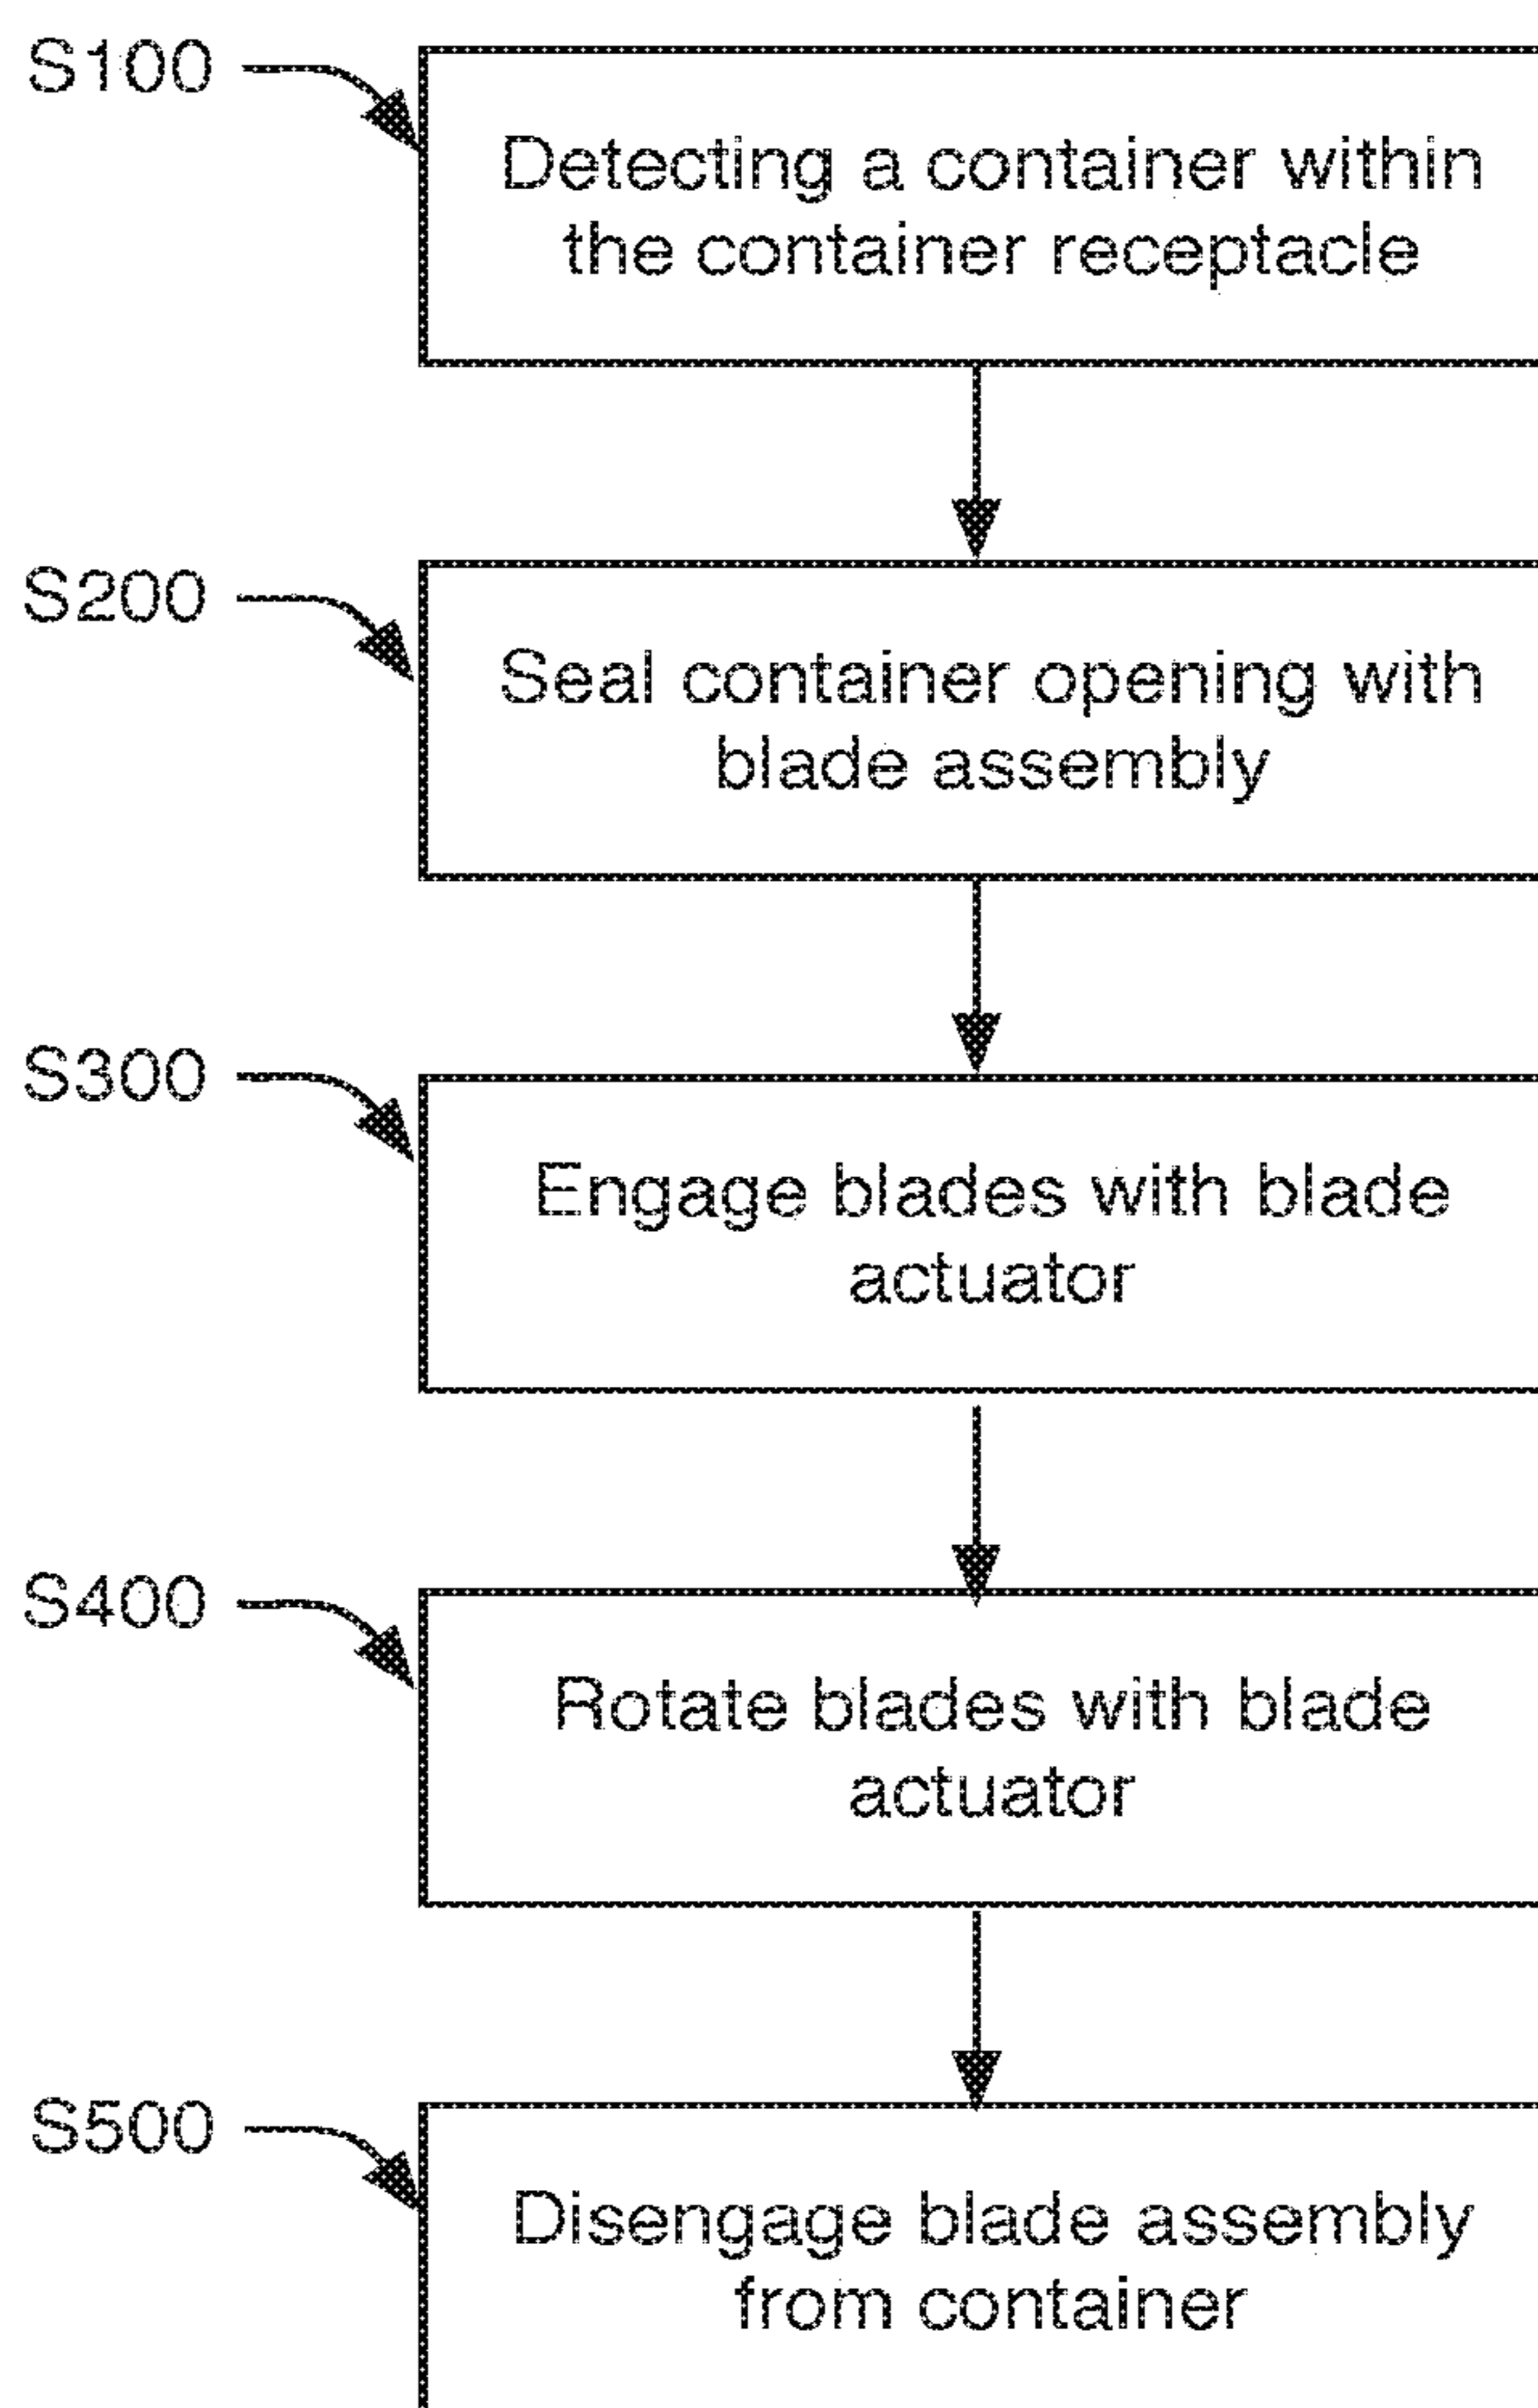 S100
Detecting a container within
the container receptacle
S200
Seal container opening with
blade assembly
S300
Engage blades with blade
actuator
S400
Rotate blades with blade
actuator
S500
Disengage blade assembly
from container